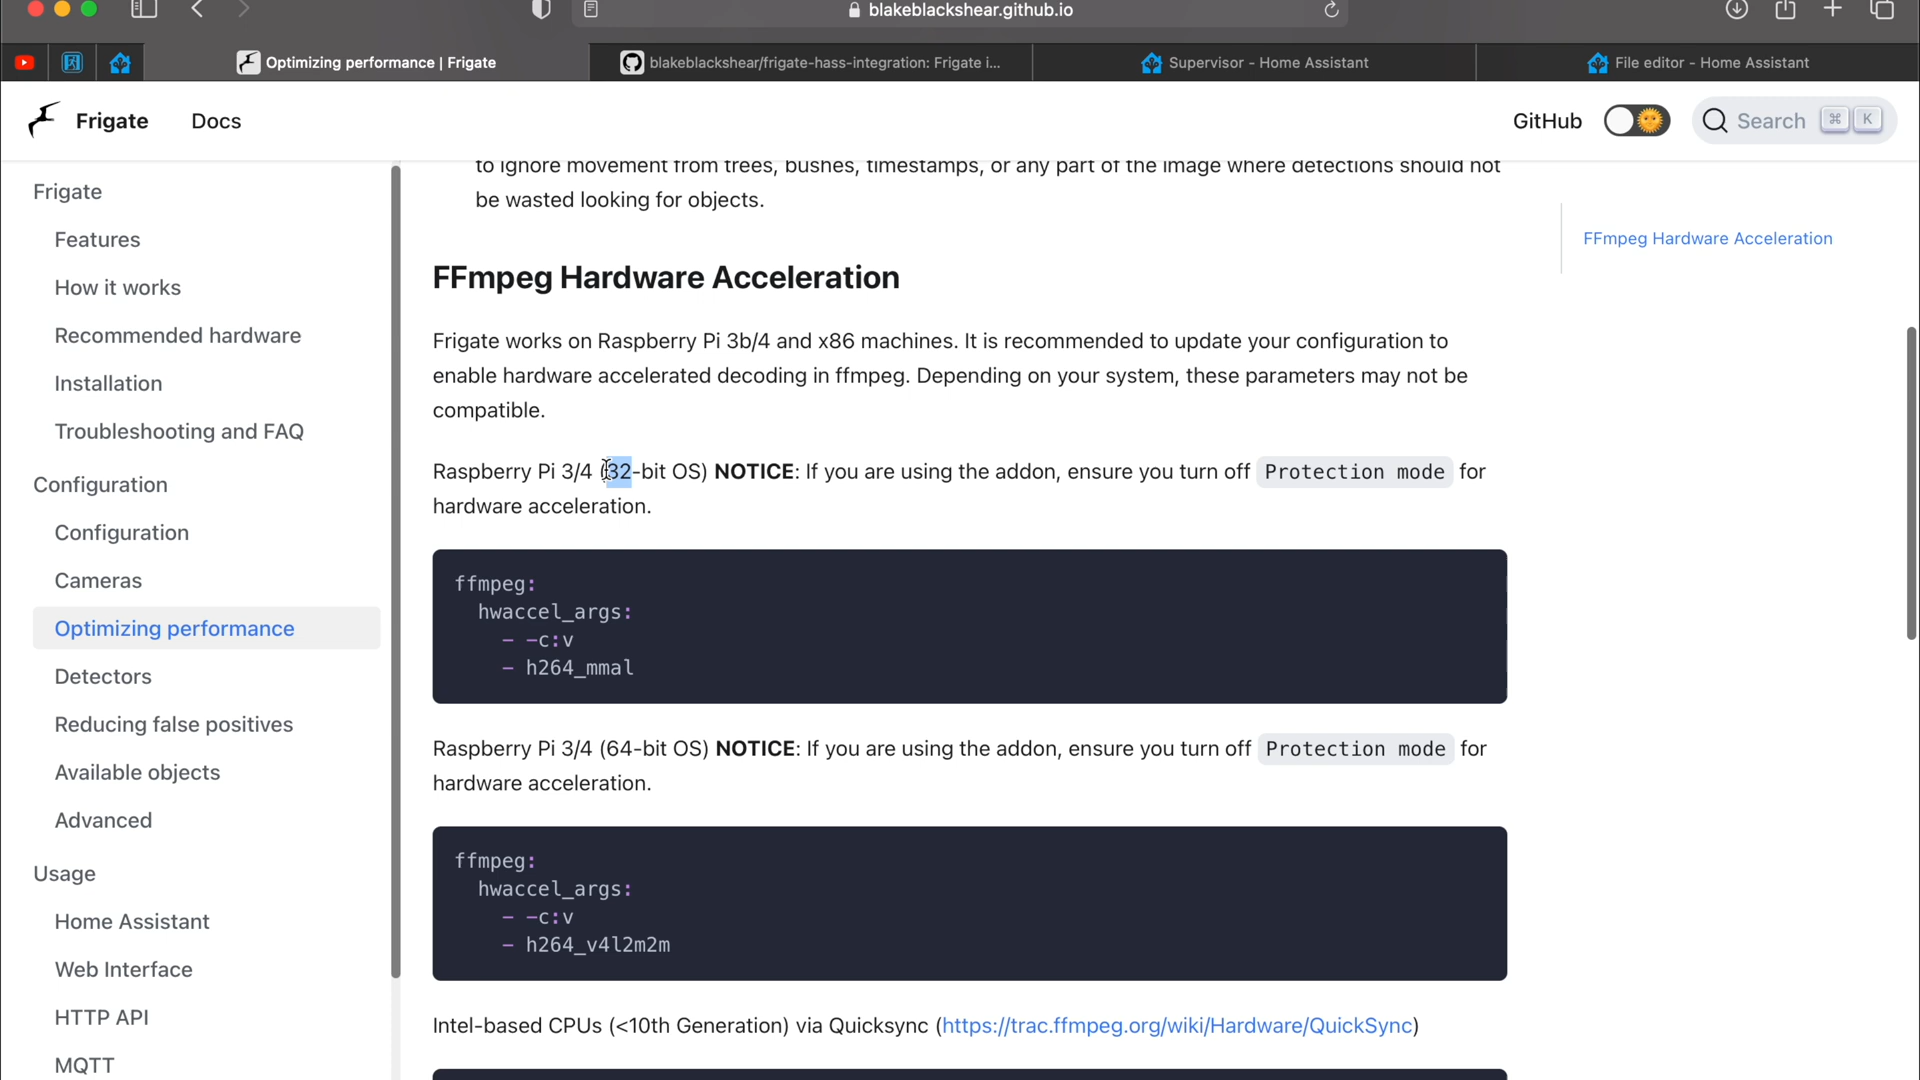 blakeblackshear.github.io
Optimizing performance | Frigate
blakeblackshear/frigate-hass-integration: Frigate i...
Supervisor - Home Assistant
File editor - Home Assistant
Frigate
Docs
GitHub
Search
⌘ K
to ignore movement from trees, bushes, timestamps, or any part of the image where detections should not
be wasted looking for objects.
Frigate
Features
How it works
Recommended hardware
Installation
Troubleshooting and FAQ
Configuration
Configuration
Cameras
Optimizing performance
Detectors
Reducing false positives
Available objects
Advanced
Usage
Home Assistant
Web Interface
HTTP API
MQTT
FFmpeg Hardware Acceleration
Frigate works on Raspberry Pi 3b/4 and x86 machines. It is recommended to update your configuration to
enable hardware accelerated decoding in ffmpeg. Depending on your system, these parameters may not be
compatible.
Raspberry Pi 3/4 (32-bit OS) NOTICE: If you are using the addon, ensure you turn off Protection mode for
hardware acceleration.
ffmpeg:
hwaccel_args:
- -c:v
- h264_mmal
Raspberry Pi 3/4 (64-bit OS) NOTICE: If you are using the addon, ensure you turn off Protection mode for
hardware acceleration.
ffmpeg:
hwaccel_args:
- -c:v
- h264_v4l2m2m
Intel-based CPUs (<10th Generation) via Quicksync (https://trac.ffmpeg.org/wiki/Hardware/QuickSync)
FFmpeg Hardware Acceleration